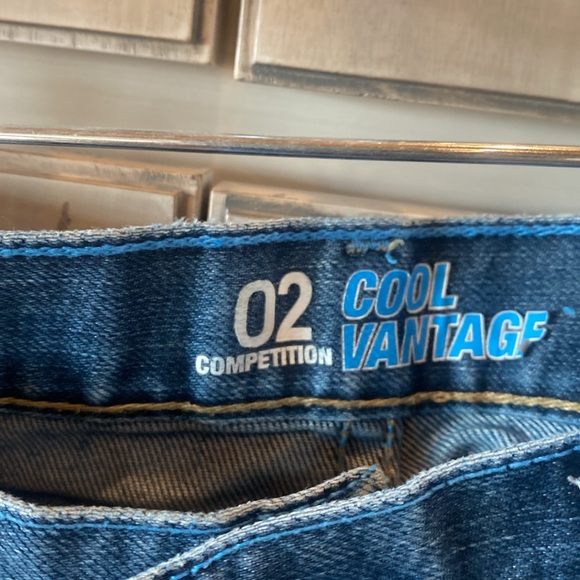 02
COMPETITION
COOL
VANTAGE